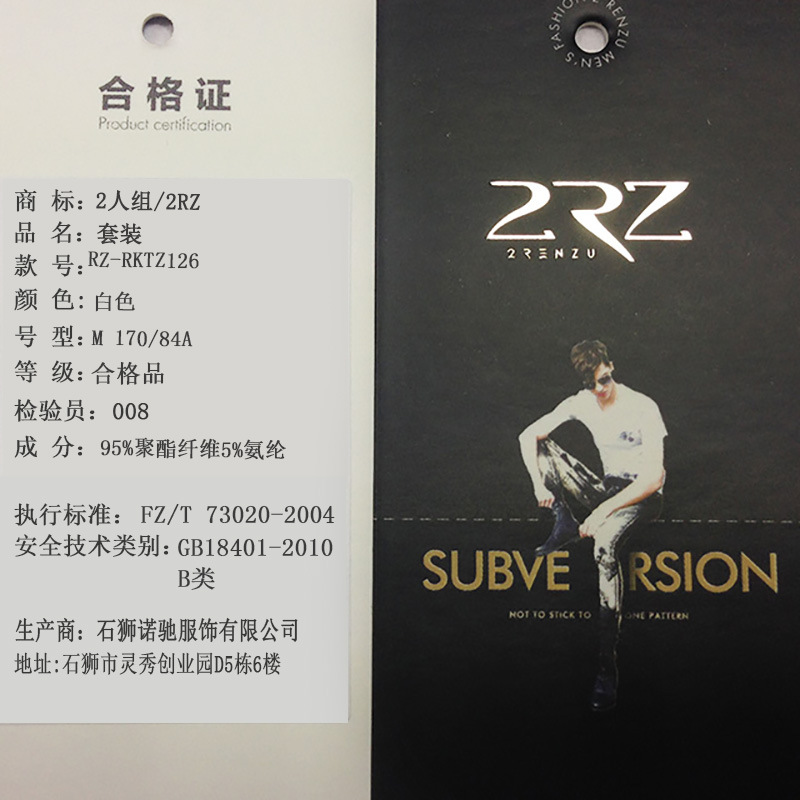 合格证
Product certification
商 标：2人组/2RZ
品 名：套装
款 号：RZ-RKTZ126
颜 色：白色
号 型：M 170/84A
等 级：合格品
检验员：008
成 分：95%聚酯纤维5%氨纶
执行标准：FZ/T 73020-2004
安全技术类别：GB18401-2010
B类
生产商：石狮诺驰服饰有限公司
地址:石狮市灵秀创业园D5栋6楼
MEN'S FASHION RENZU
2RZ
2RENZU
SUBVE RSION
NOT TO STICK TO ONE PATTERN